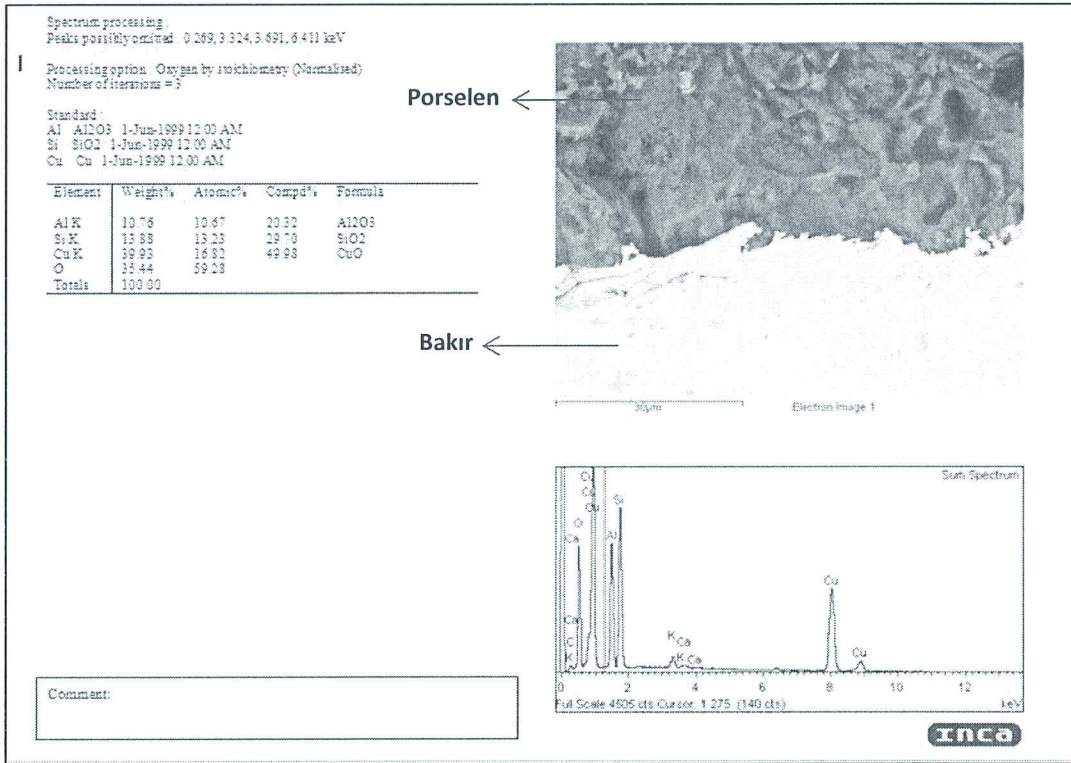 Spectrum processing :
Peaks possibly omitted : 0.269, 3.324, 3.691, 6.411 keV
Processing option : Oxygen by stoichiometry (Normalised)
Number of iterations = 3
Standard :
Al Al2O3 1-Jun-1999 12:00 AM
Si SiO2 1-Jun-1999 12:00 AM
Cu Cu 1-Jun-1999 12:00 AM
Element Weight% Atomic% Compd% Formula
Al K 10.76 10.67 20.32 Al2O3
Si K 13.88 13.23 29.70 SiO2
Cu K 39.93 16.82 49.98 CuO
O 35.44 59.28
Totals 100.00
Porselen
Bakır
30µm Electron Image 1
Sum Spectrum
Cu
Cu
Cu
Si
O
Al
Ca
Cu
Ca
K Ca
C
K
K Ca
Cu
0 2 4 6 8 10 12
Full Scale 4505 cts Cursor: 1.275 (140 cts) keV
Comment:
inca